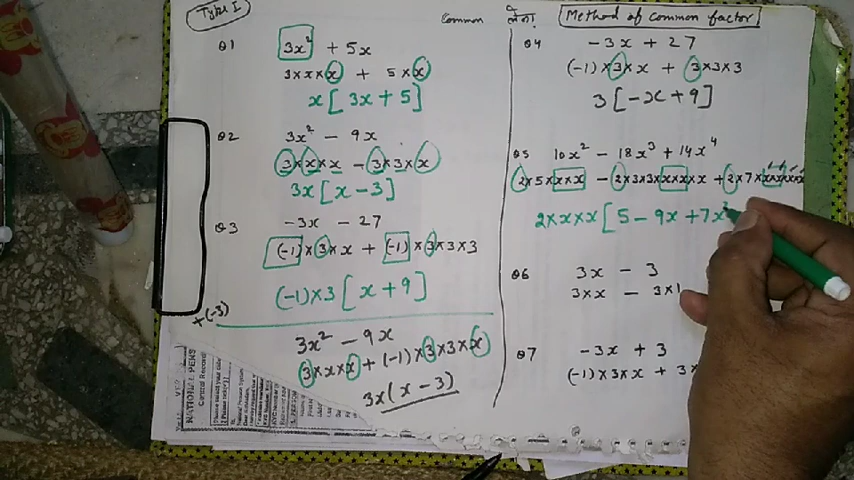 Type I
Common
Method of common factor
Q1 3x² + 5x
3×x×x + 5×x
x[3x + 5]
Q2 3x² - 9x
3×x×x - 3×3×x
3x[x - 3]
Q3 -3x - 27
(-1)×3×x + (-1)×3×3×3
(-1)×3[x + 9]
+(-3)
3x² - 9x
3×x×x + (-1)×3×3×x
3x(x - 3)
Q4 -3x + 27
(-1)×3×x + 3×3×3
3[-x + 9]
Q5 10x² - 18x³ + 14x⁴
2×5×x×x - 2×3×3×x×x×x + 2×7×x×x×x×x
2×x×x[5 - 9x + 7x²
Q6 3x - 3
3×x - 3×1
Q7 -3x + 3
(-1)×3×x + 3×
NATIONAL PENS
Central Record